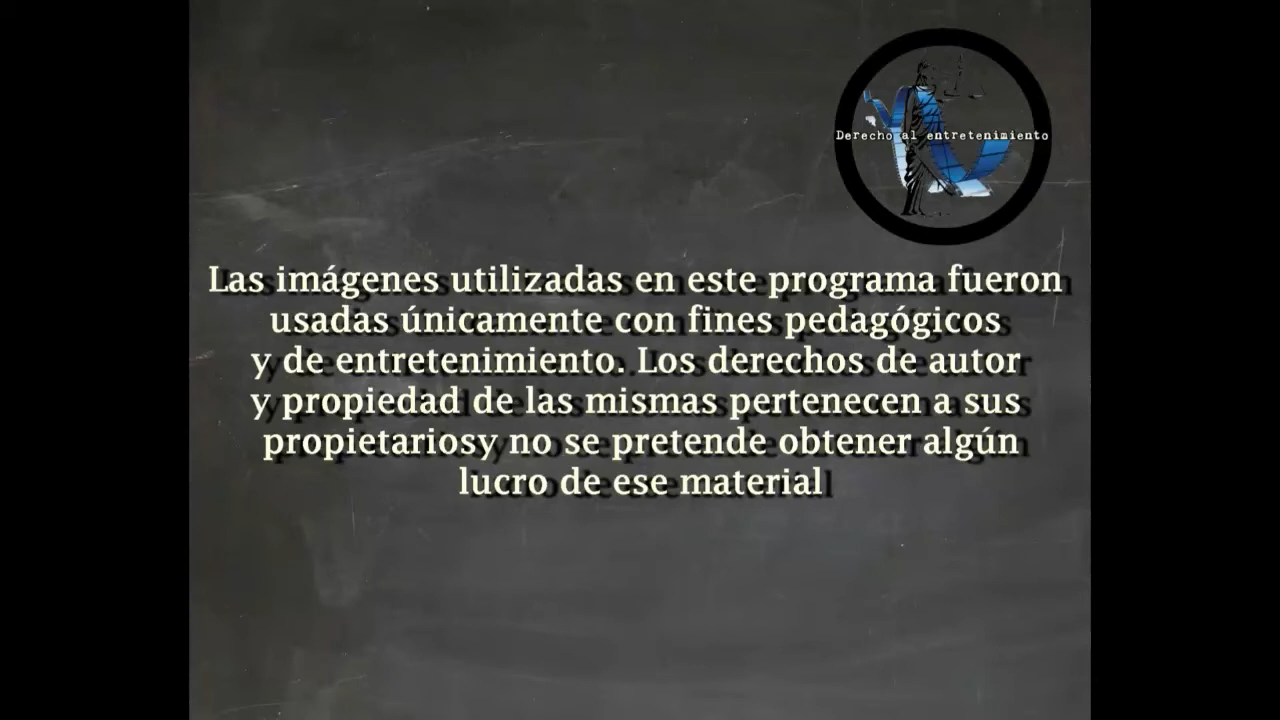 Derecho al entretenimiento
Las imágenes utilizadas en este programa fueron
usadas únicamente con fines pedagógicos
y de entretenimiento. Los derechos de autor
y propiedad de las mismas pertenecen a sus
propietariosy no se pretende obtener algún
lucro de ese material